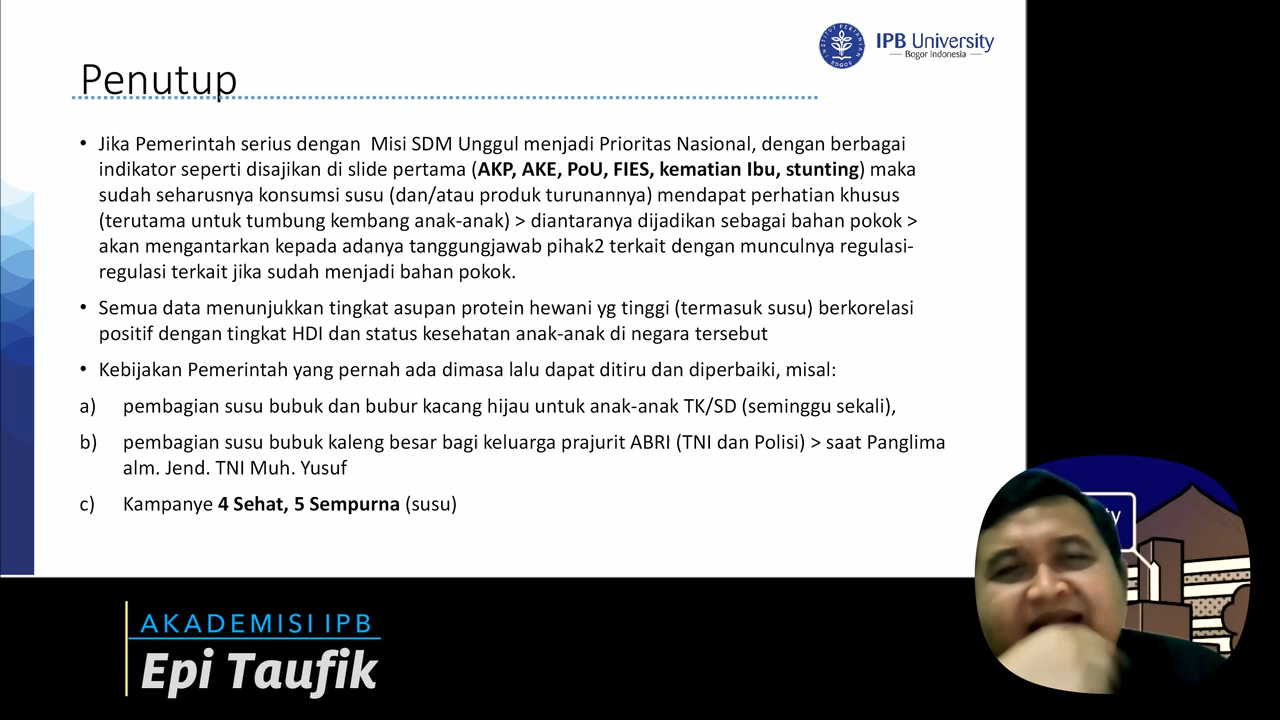 IPB University
Bogor Indonesia
Penutup
• Jika Pemerintah serius dengan Misi SDM Unggul menjadi Prioritas Nasional, dengan berbagai
indikator seperti disajikan di slide pertama (AKP, AKE, PoU, FIES, kematian Ibu, stunting) maka
sudah seharusnya konsumsi susu (dan/atau produk turunannya) mendapat perhatian khusus
(terutama untuk tumbung kembang anak-anak) > diantaranya dijadikan sebagai bahan pokok >
akan mengantarkan kepada adanya tanggungjawab pihak2 terkait dengan munculnya regulasi-
regulasi terkait jika sudah menjadi bahan pokok.
• Semua data menunjukkan tingkat asupan protein hewani yg tinggi (termasuk susu) berkorelasi
positif dengan tingkat HDI dan status kesehatan anak-anak di negara tersebut
• Kebijakan Pemerintah yang pernah ada dimasa lalu dapat ditiru dan diperbaiki, misal:
a) pembagian susu bubuk dan bubur kacang hijau untuk anak-anak TK/SD (seminggu sekali),
b) pembagian susu bubuk kaleng besar bagi keluarga prajurit ABRI (TNI dan Polisi) > saat Panglima
alm. Jend. TNI Muh. Yusuf
c) Kampanye 4 Sehat, 5 Sempurna (susu)
AKADEMISI IPB
Epi Taufik